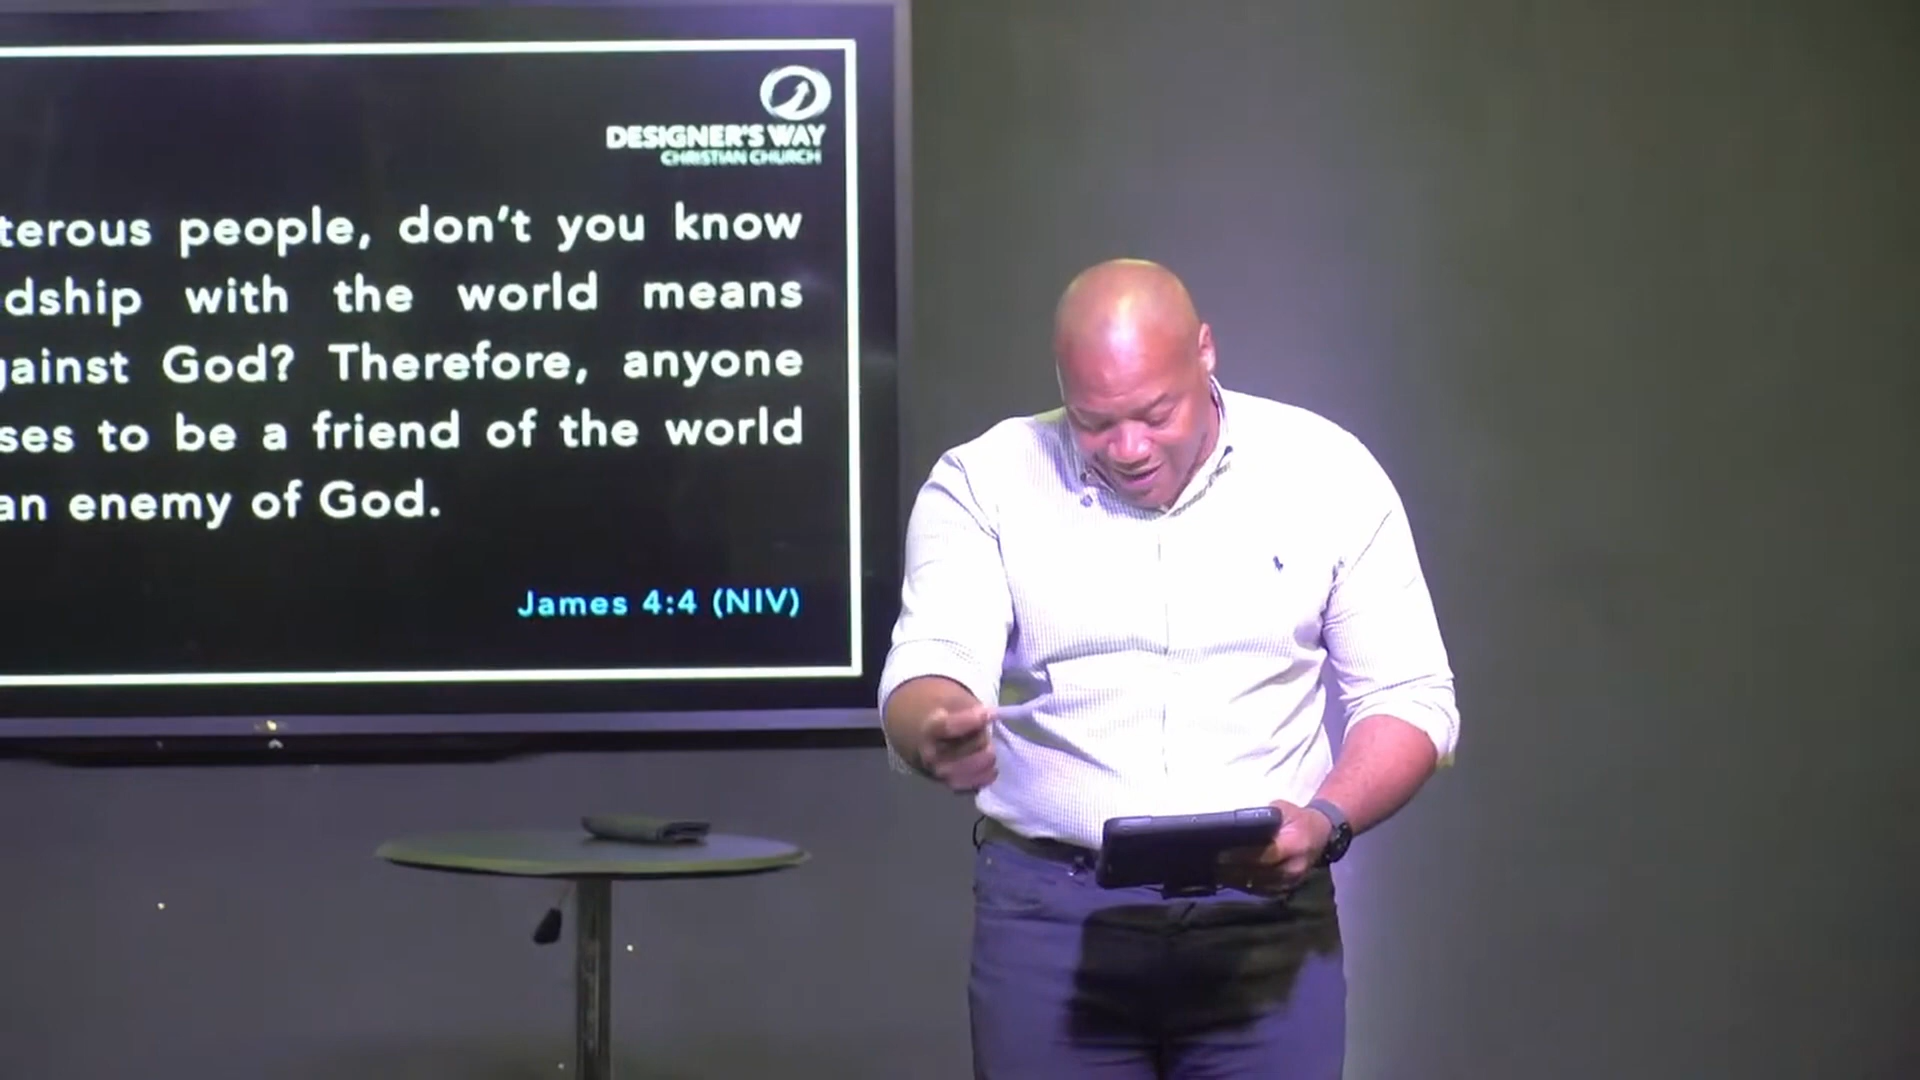 DESIGNER'S WAY
CHRISTIAN CHURCH
terous people, don't you know
dship with the world means
gainst God? Therefore, anyone
ses to be a friend of the world
an enemy of God.
James 4:4 (NIV)